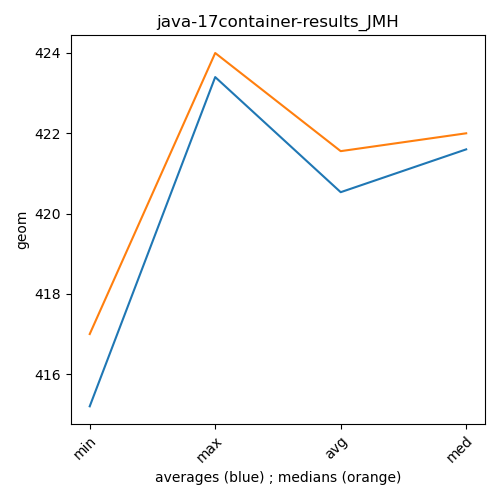 java-17container-results_JMH
424
422
420
418
416
geom
min
max
avg
med
averages (blue) ; medians (orange)